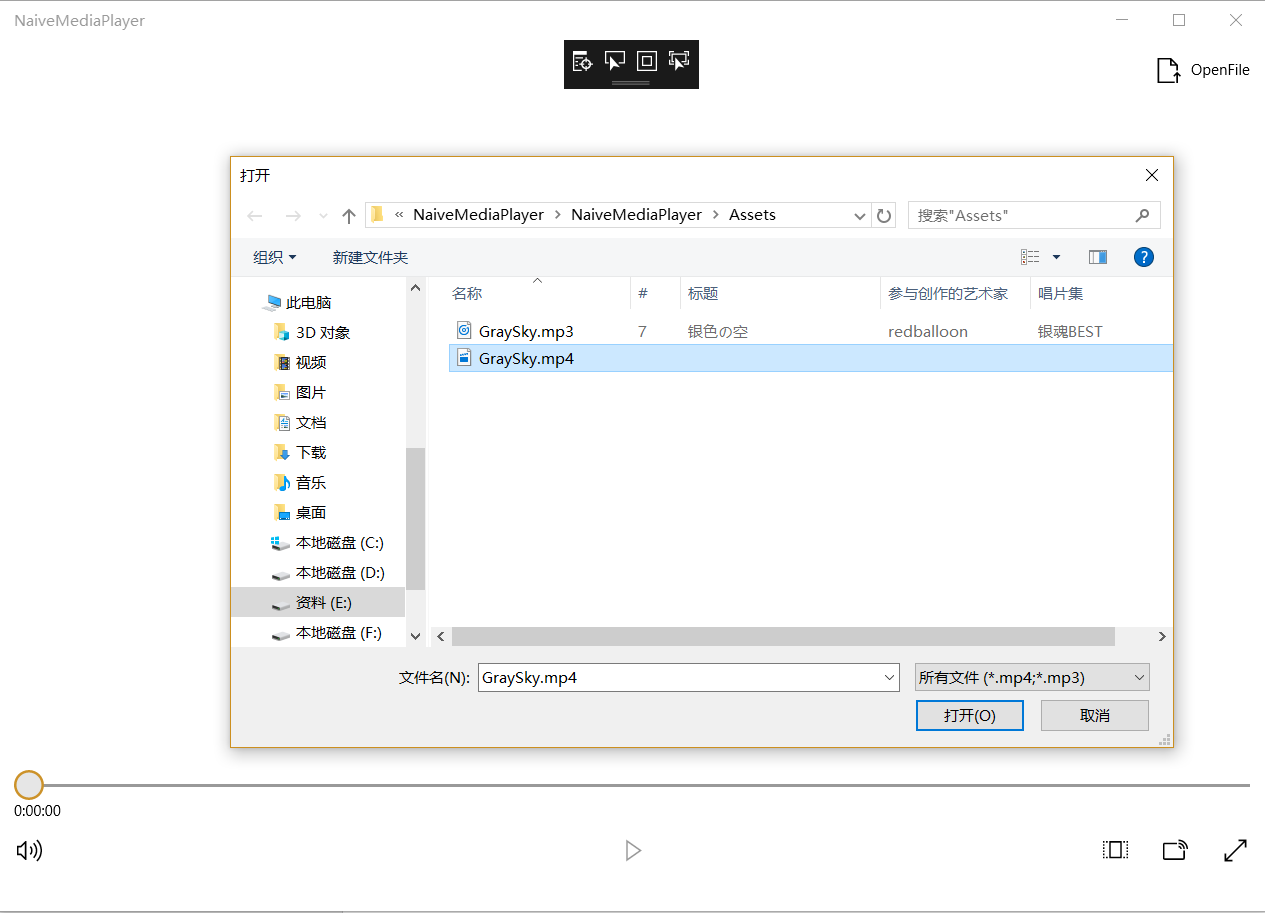 NaiveMediaPlayer
OpenFile
打开
« NaiveMediaPlayer > NaiveMediaPlayer > Assets
搜索"Assets"
组织
新建文件夹
?
名称 # 标题 参与创作的艺术家 唱片集
GraySky.mp3 7 银色の空 redballoon 银魂BEST
GraySky.mp4
此电脑
3D 对象
视频
图片
文档
下载
音乐
桌面
本地磁盘 (C:)
本地磁盘 (D:)
资料 (E:)
本地磁盘 (F:)
文件名(N): GraySky.mp4
所有文件 (*.mp4;*.mp3)
打开(O)
取消
0:00:00